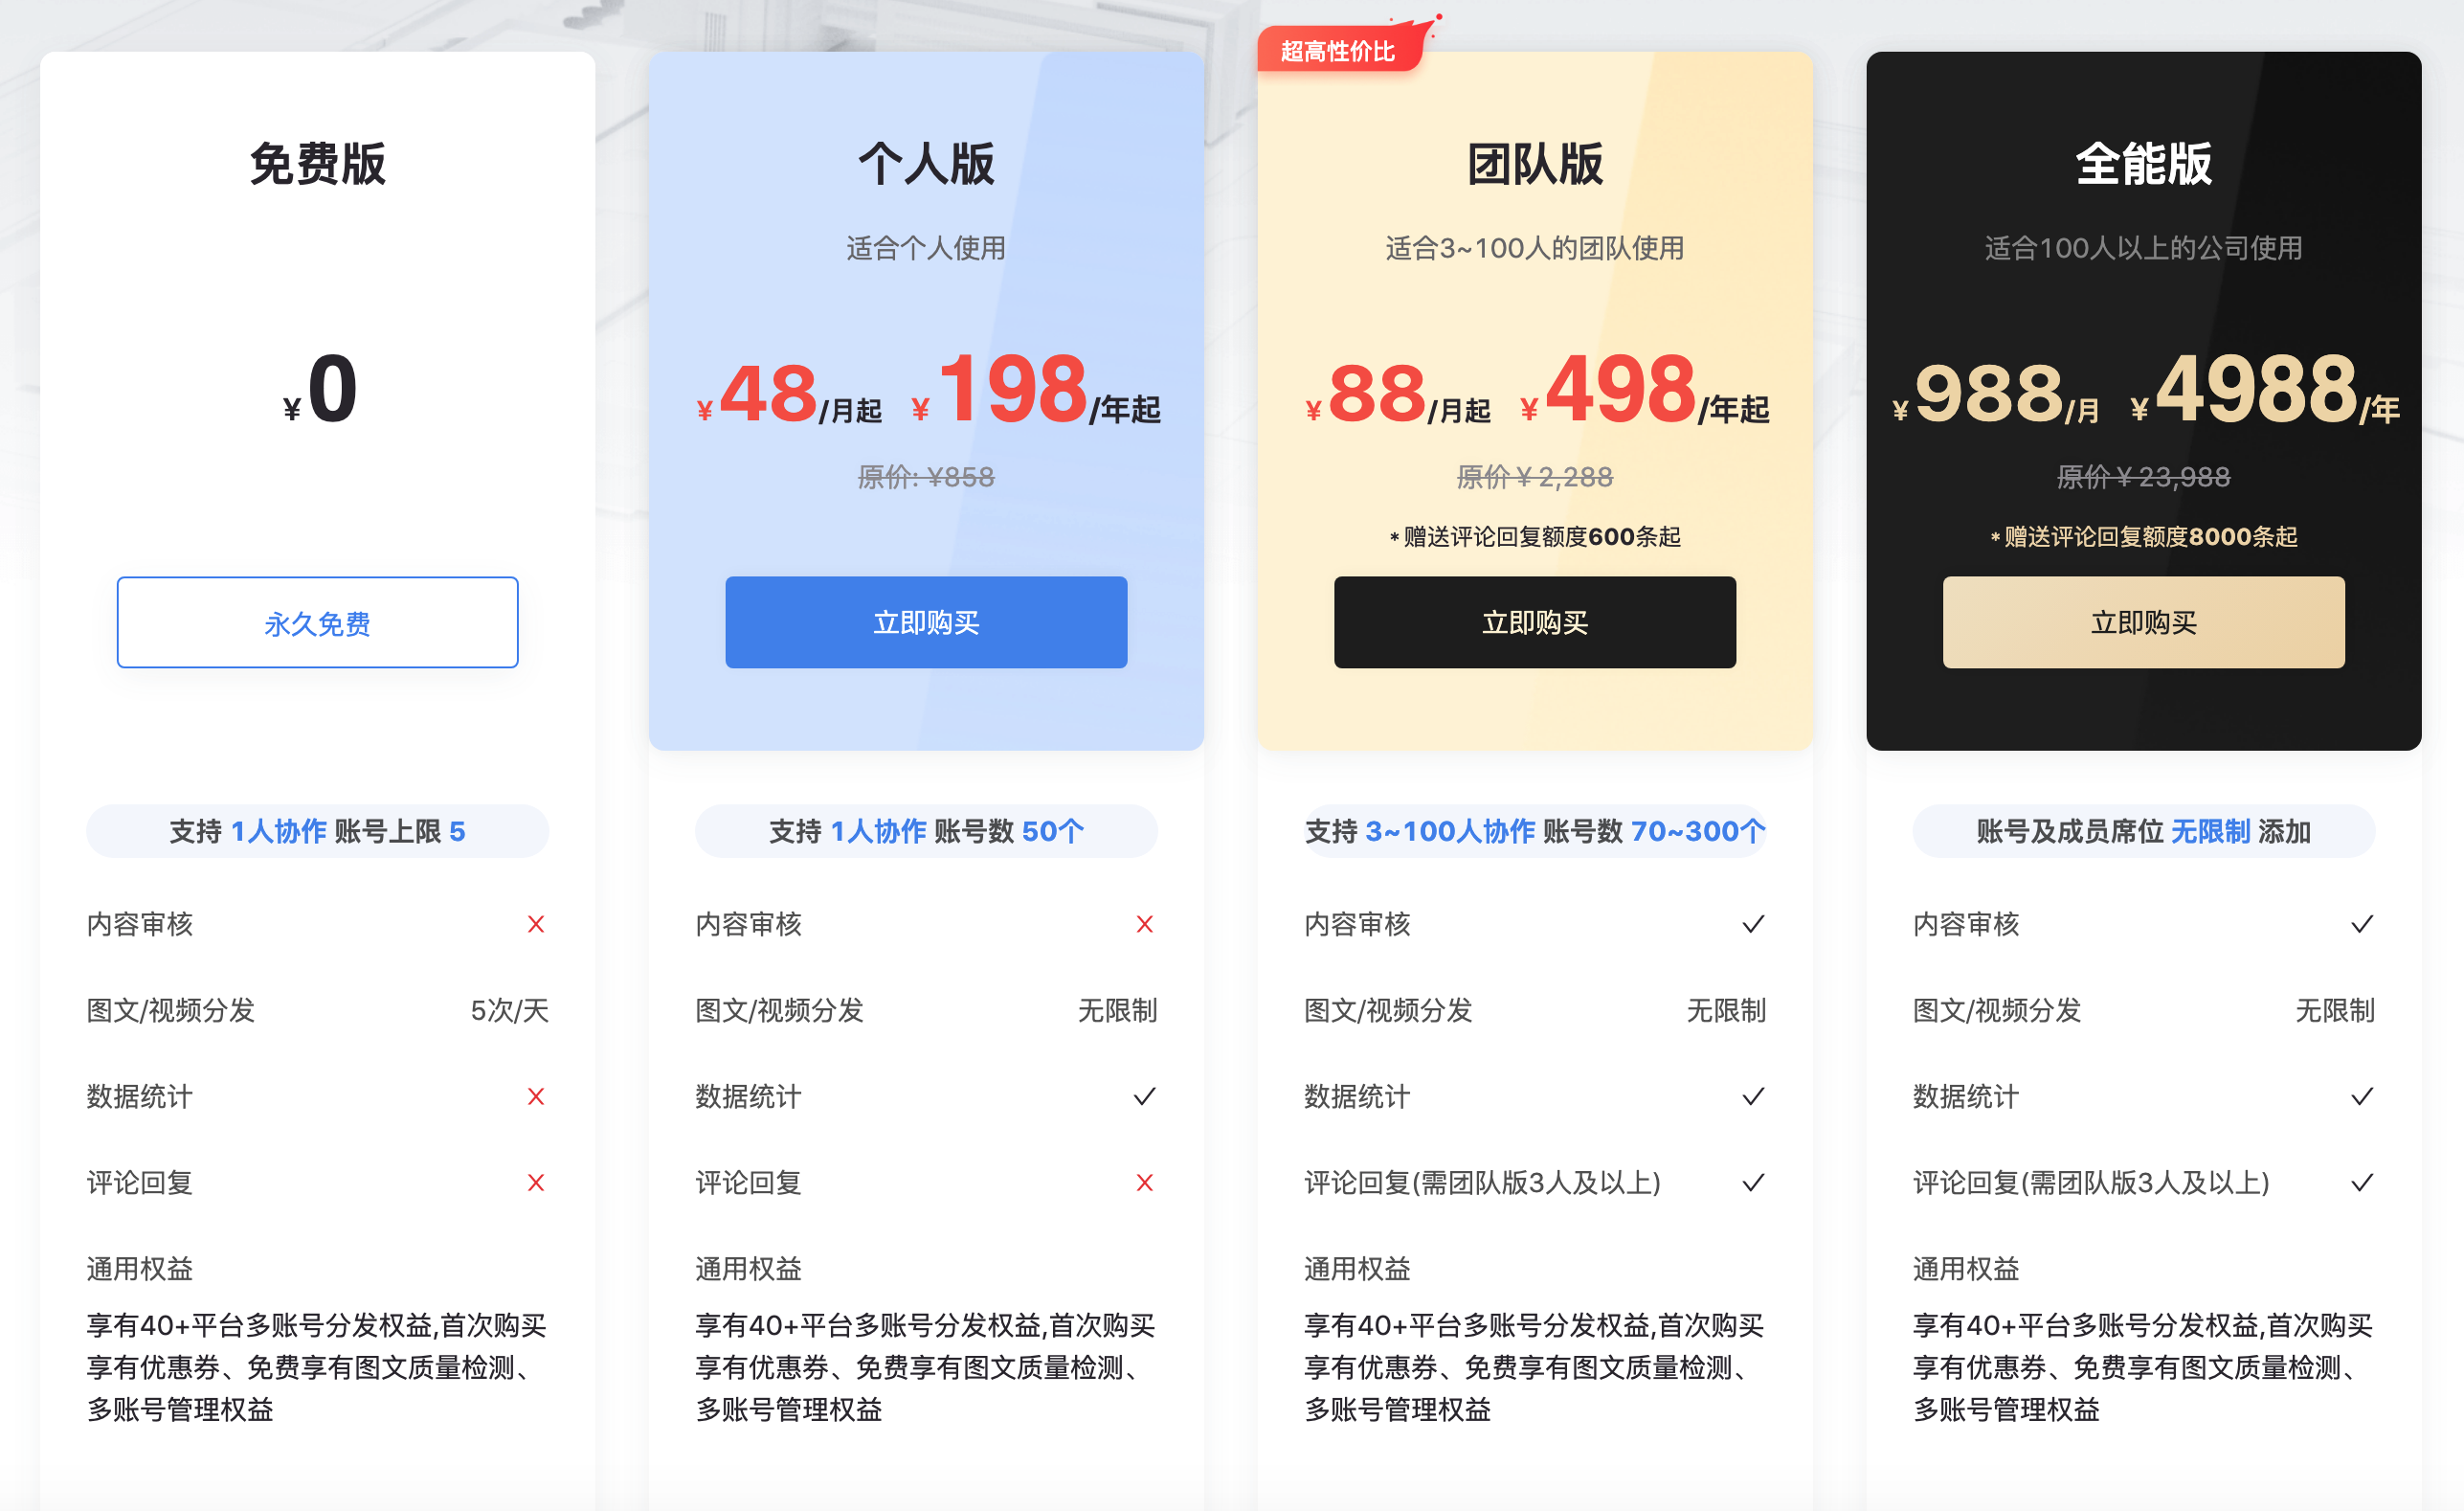 免费版
¥0
永久免费
支持 1人协作 账号上限 5
内容审核 X
图文/视频分发 5次/天
数据统计 X
评论回复 X
通用权益
享有40+平台多账号分发权益,首次购买
享有优惠券、免费享有图文质量检测、
多账号管理权益
个人版
适合个人使用
¥48/月起 ¥198/年起
原价: ¥858
立即购买
支持 1人协作 账号数 50个
内容审核 X
图文/视频分发 无限制
数据统计 ✓
评论回复 X
通用权益
享有40+平台多账号分发权益,首次购买
享有优惠券、免费享有图文质量检测、
多账号管理权益
超高性价比
团队版
适合3~100人的团队使用
¥88/月起 ¥498/年起
原价¥2,288
*赠送评论回复额度600条起
立即购买
支持 3~100人协作 账号数 70~300个
内容审核 ✓
图文/视频分发 无限制
数据统计 ✓
评论回复(需团队版3人及以上) ✓
通用权益
享有40+平台多账号分发权益,首次购买
享有优惠券、免费享有图文质量检测、
多账号管理权益
全能版
适合100人以上的公司使用
¥988/月 ¥4988/年
原价¥23,988
*赠送评论回复额度8000条起
立即购买
账号及成员席位 无限制 添加
内容审核 ✓
图文/视频分发 无限制
数据统计 ✓
评论回复(需团队版3人及以上) ✓
通用权益
享有40+平台多账号分发权益,首次购买
享有优惠券、免费享有图文质量检测、
多账号管理权益